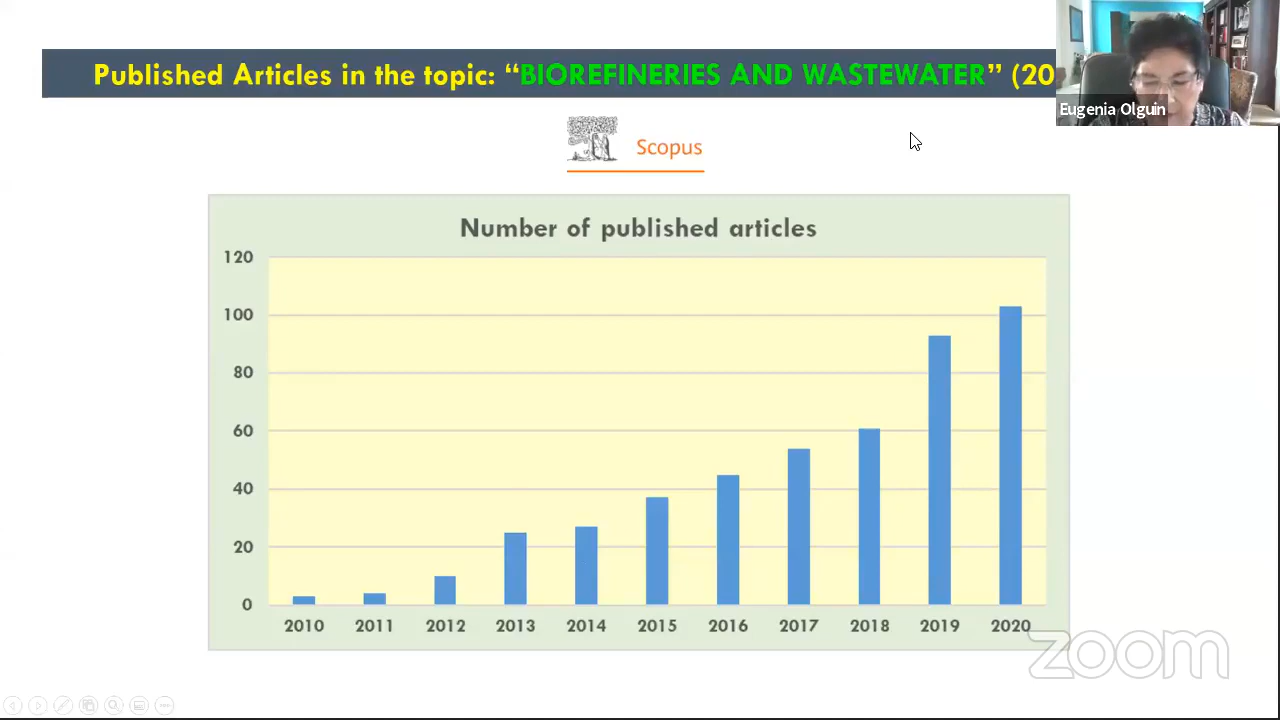 Published Articles in the topic: “BIOREFINERIES AND WASTEWATER” (20
Eugenia Olguin
Scopus
Number of published articles
120
100
80
60
40
20
0
2010 2011 2012 2013 2014 2015 2016 2017 2018 2019 2020
zoom